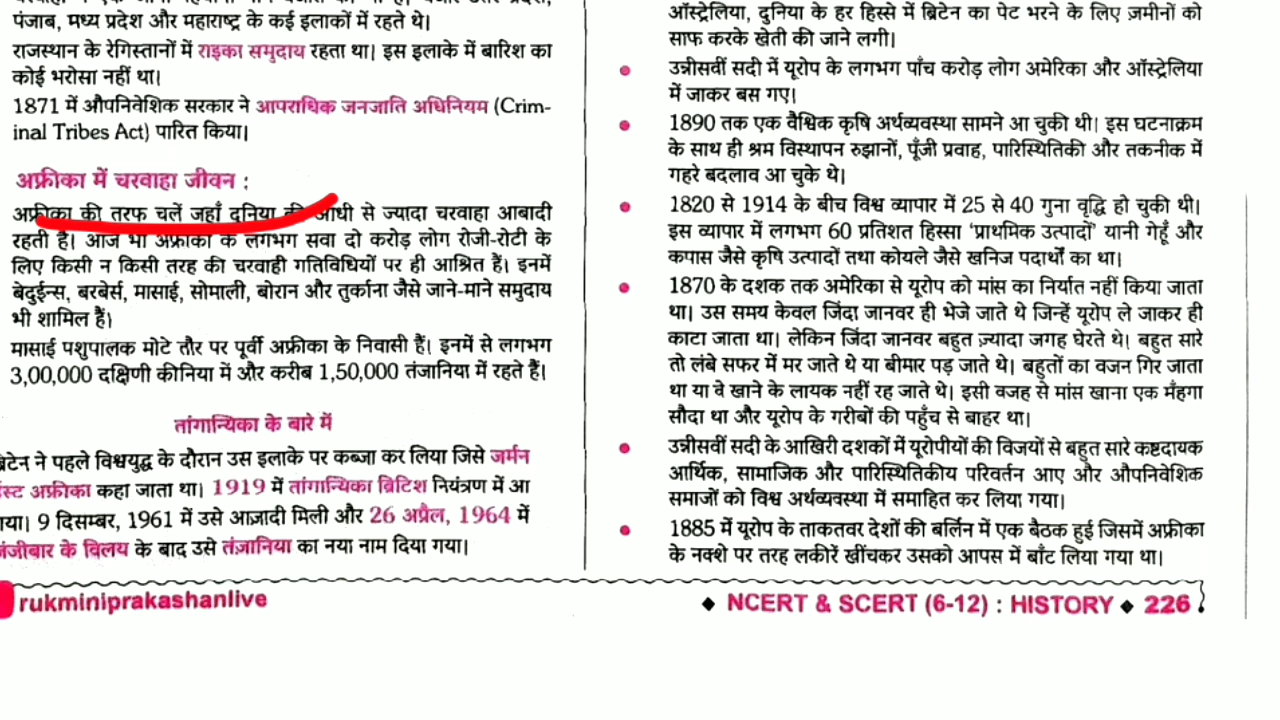 पंजाब, मध्य प्रदेश और महाराष्ट्र के कई इलाकों में रहते थे।
राजस्थान के रेगिस्तानों में राइका समुदाय रहता था। इस इलाके में बारिश का
कोई भरोसा नहीं था।
1871 में औपनिवेशिक सरकार ने आपराधिक जनजाति अधिनियम (Crim-
inal Tribes Act) पारित किया।
अफ्रीका में चरवाहा जीवन :
अफ्रीका की तरफ चलें जहाँ दुनिया की आधी से ज्यादा चरवाहा आबादी
रहती है। आज भी अफ्रीका के लगभग सवा दो करोड़ लोग रोजी-रोटी के
लिए किसी न किसी तरह की चरवाही गतिविधियों पर ही आश्रित हैं। इनमें
बेदुईन्स, बरबेर्स, मासाई, सोमाली, बोरान और तुर्काना जैसे जाने-माने समुदाय
भी शामिल हैं।
मासाई पशुपालक मोटे तौर पर पूर्वी अफ्रीका के निवासी हैं। इनमें से लगभग
3,00,000 दक्षिणी कीनिया में और करीब 1,50,000 तंजानिया में रहते हैं।
तांगान्यिका के बारे में
ब्रिटेन ने पहले विश्वयुद्ध के दौरान उस इलाके पर कब्जा कर लिया जिसे जर्मन
ईस्ट अफ्रीका कहा जाता था। 1919 में तांगान्यिका ब्रिटिश नियंत्रण में आ
गया। 9 दिसम्बर, 1961 में उसे आज़ादी मिली और 26 अप्रैल, 1964 में
जंजीबार के विलय के बाद उसे तंज़ानिया का नया नाम दिया गया।
ऑस्ट्रेलिया, दुनिया के हर हिस्से में ब्रिटेन का पेट भरने के लिए ज़मीनों को
साफ करके खेती की जाने लगी।
• उन्नीसवीं सदी में यूरोप के लगभग पाँच करोड़ लोग अमेरिका और ऑस्ट्रेलिया
में जाकर बस गए।
• 1890 तक एक वैश्विक कृषि अर्थव्यवस्था सामने आ चुकी थी। इस घटनाक्रम
के साथ ही श्रम विस्थापन रुझानों, पूँजी प्रवाह, पारिस्थितिकी और तकनीक में
गहरे बदलाव आ चुके थे।
• 1820 से 1914 के बीच विश्व व्यापार में 25 से 40 गुना वृद्धि हो चुकी थी।
इस व्यापार में लगभग 60 प्रतिशत हिस्सा ‘प्राथमिक उत्पादों’ यानी गेहूँ और
कपास जैसे कृषि उत्पादों तथा कोयले जैसे खनिज पदार्थों का था।
• 1870 के दशक तक अमेरिका से यूरोप को मांस का निर्यात नहीं किया जाता
था। उस समय केवल जिंदा जानवर ही भेजे जाते थे जिन्हें यूरोप ले जाकर ही
काटा जाता था। लेकिन जिंदा जानवर बहुत ज़्यादा जगह घेरते थे। बहुत सारे
तो लंबे सफर में मर जाते थे या बीमार पड़ जाते थे। बहुतों का वजन गिर जाता
था या वे खाने के लायक नहीं रह जाते थे। इसी वजह से मांस खाना एक मँहगा
सौदा था और यूरोप के गरीबों की पहुँच से बाहर था।
• उन्नीसवीं सदी के आखिरी दशकों में यूरोपीयों की विजयों से बहुत सारे कष्टदायक
आर्थिक, सामाजिक और पारिस्थितिकीय परिवर्तन आए और औपनिवेशिक
समाजों को विश्व अर्थव्यवस्था में समाहित कर लिया गया।
• 1885 में यूरोप के ताकतवर देशों की बर्लिन में एक बैठक हुई जिसमें अफ्रीका
के नक्शे पर तरह लकीरें खींचकर उसको आपस में बाँट लिया गया था।
rukminiprakashanlive
◆ NCERT & SCERT (6-12) : HISTORY ◆ 226